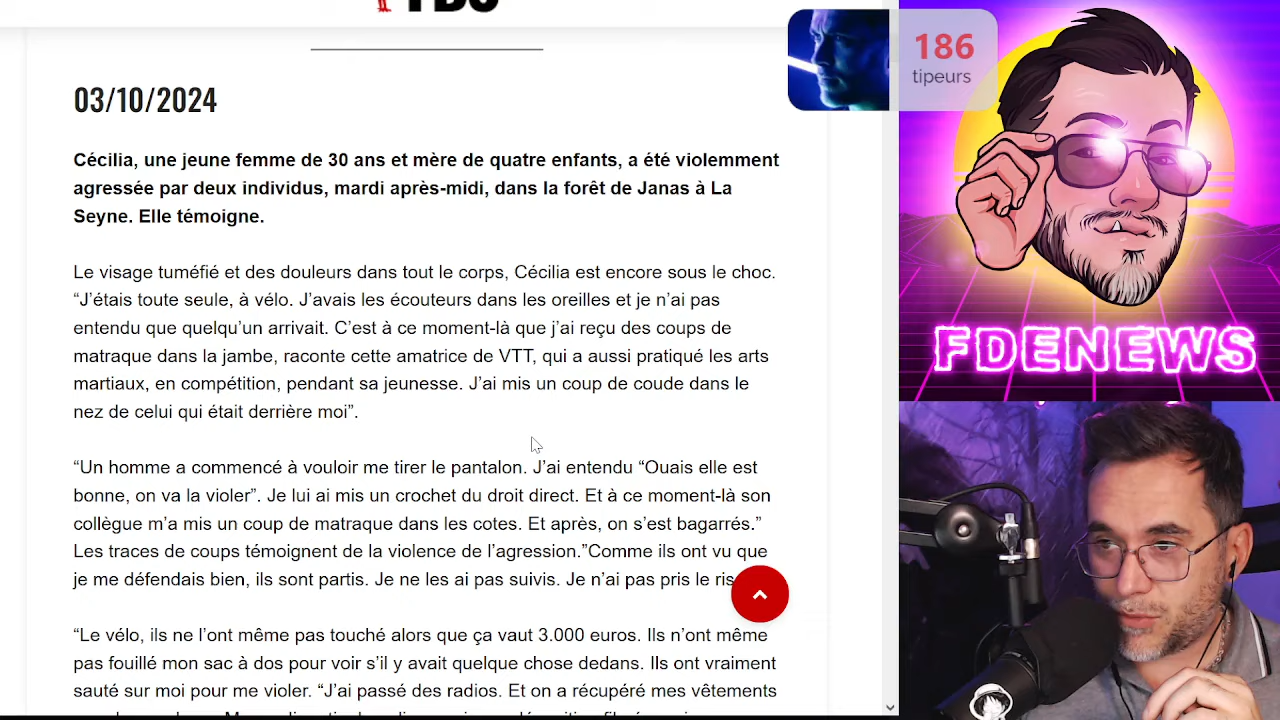 186
tipeurs
03/10/2024
Cécilia, une jeune femme de 30 ans et mère de quatre enfants, a été violemment
agressée par deux individus, mardi après-midi, dans la forêt de Janas à La
Seyne. Elle témoigne.
Le visage tuméfié et des douleurs dans tout le corps, Cécilia est encore sous le choc.
“J’étais toute seule, à vélo. J’avais les écouteurs dans les oreilles et je n’ai pas
entendu que quelqu’un arrivait. C’est à ce moment-là que j’ai reçu des coups de
matraque dans la jambe, raconte cette amatrice de VTT, qui a aussi pratiqué les arts
martiaux, en compétition, pendant sa jeunesse. J’ai mis un coup de coude dans le
nez de celui qui était derrière moi”.
“Un homme a commencé à vouloir me tirer le pantalon. J’ai entendu “Ouais elle est
bonne, on va la violer”. Je lui ai mis un crochet du droit direct. Et à ce moment-là son
collègue m’a mis un coup de matraque dans les cotes. Et après, on s’est bagarrés.”
Les traces de coups témoignent de la violence de l’agression.”Comme ils ont vu que
je me défendais bien, ils sont partis. Je ne les ai pas suivis. Je n’ai pas pris le
“Le vélo, ils ne l’ont même pas touché alors que ça vaut 3.000 euros. Ils n’ont même
pas fouillé mon sac à dos pour voir s’il y avait quelque chose dedans. Ils ont vraiment
sauté sur moi pour me violer. “J’ai passé des radios. Et on a récupéré mes vêtements
FDENEWS